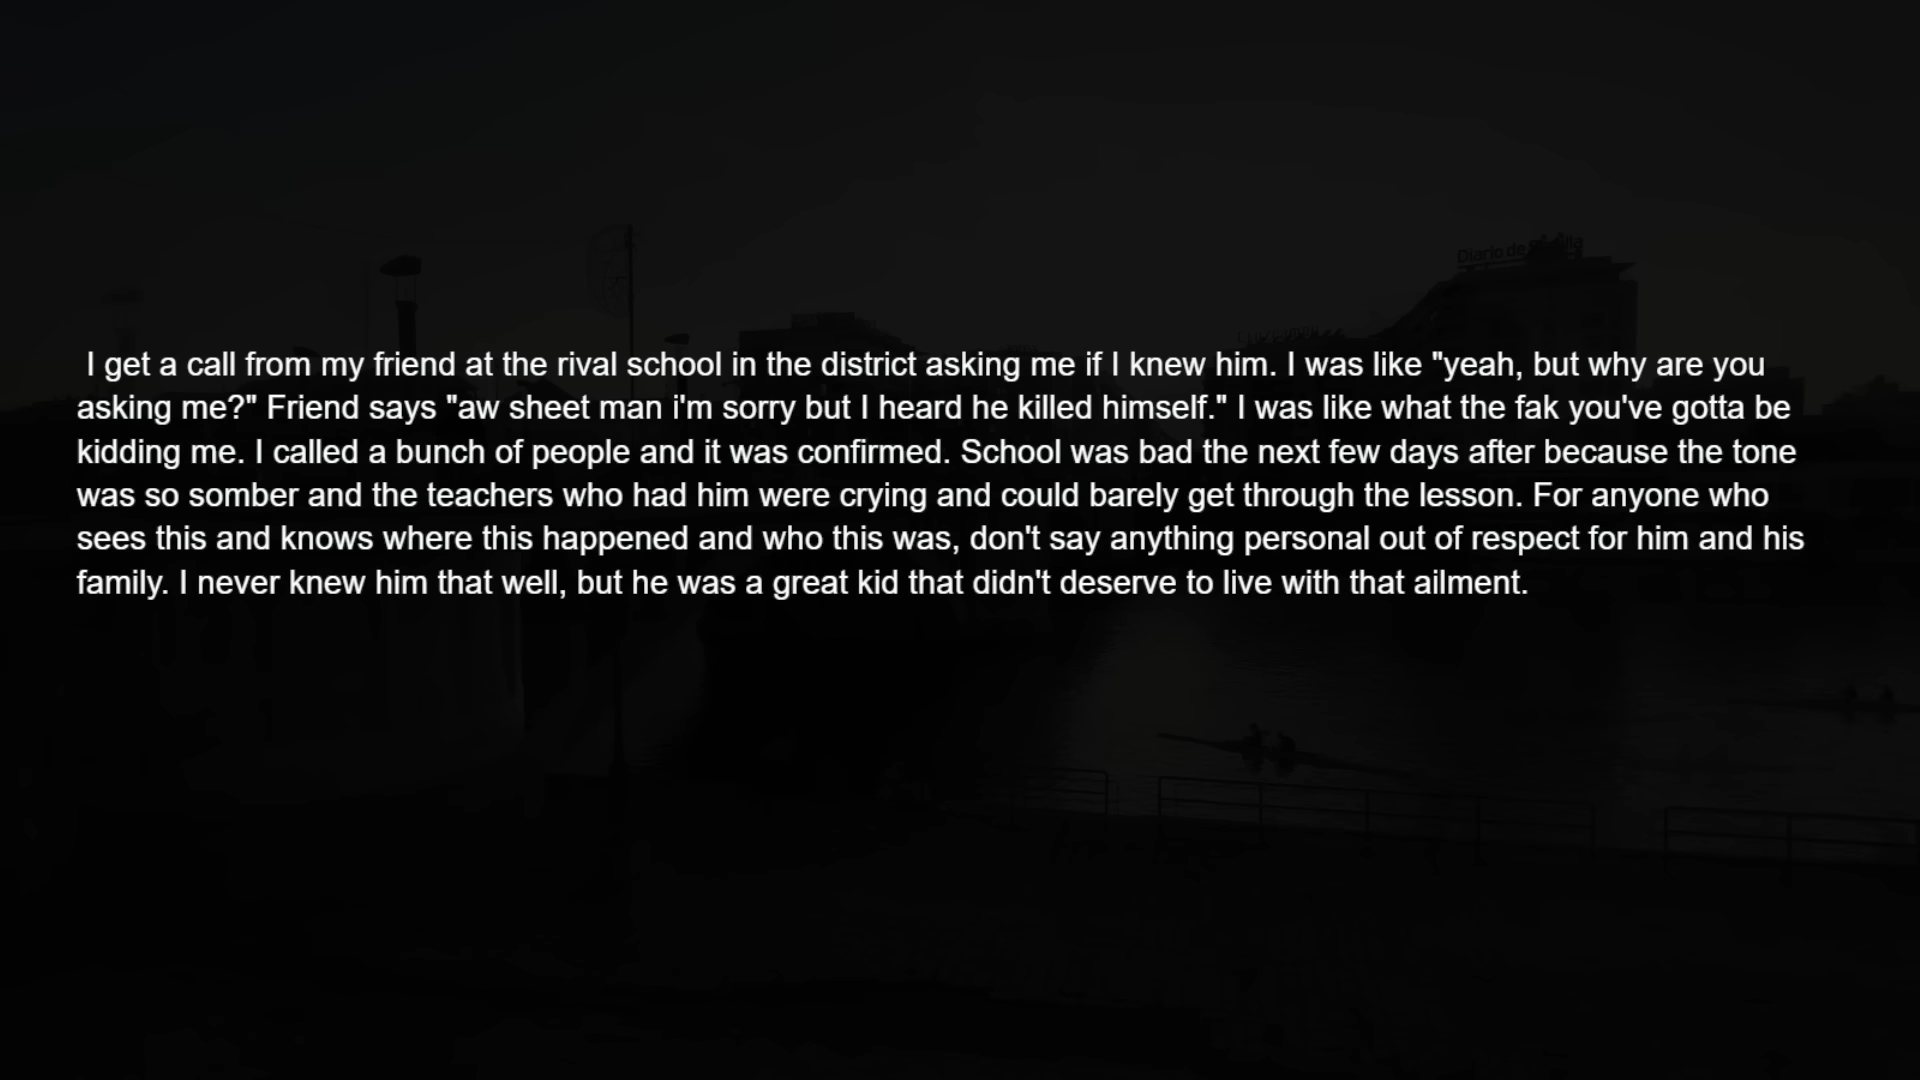 Diario de
I get a call from my friend at the rival school in the district asking me if I knew him. I was like "yeah, but why are you
asking me?" Friend says "aw sheet man i'm sorry but I heard he killed himself." I was like what the fak you've gotta be
kidding me. I called a bunch of people and it was confirmed. School was bad the next few days after because the tone
was so somber and the teachers who had him were crying and could barely get through the lesson. For anyone who
sees this and knows where this happened and who this was, don't say anything personal out of respect for him and his
family. I never knew him that well, but he was a great kid that didn't deserve to live with that ailment.